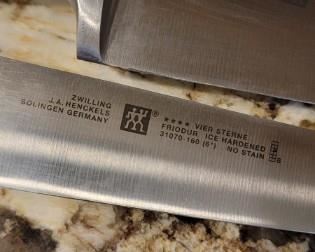 ZWILLING
J.A. HENCKELS
SOLINGEN GERMANY
®
★★★★ VIER STERNE
FRIODUR ICE HARDENED
31070-160 (6") NO STAIN